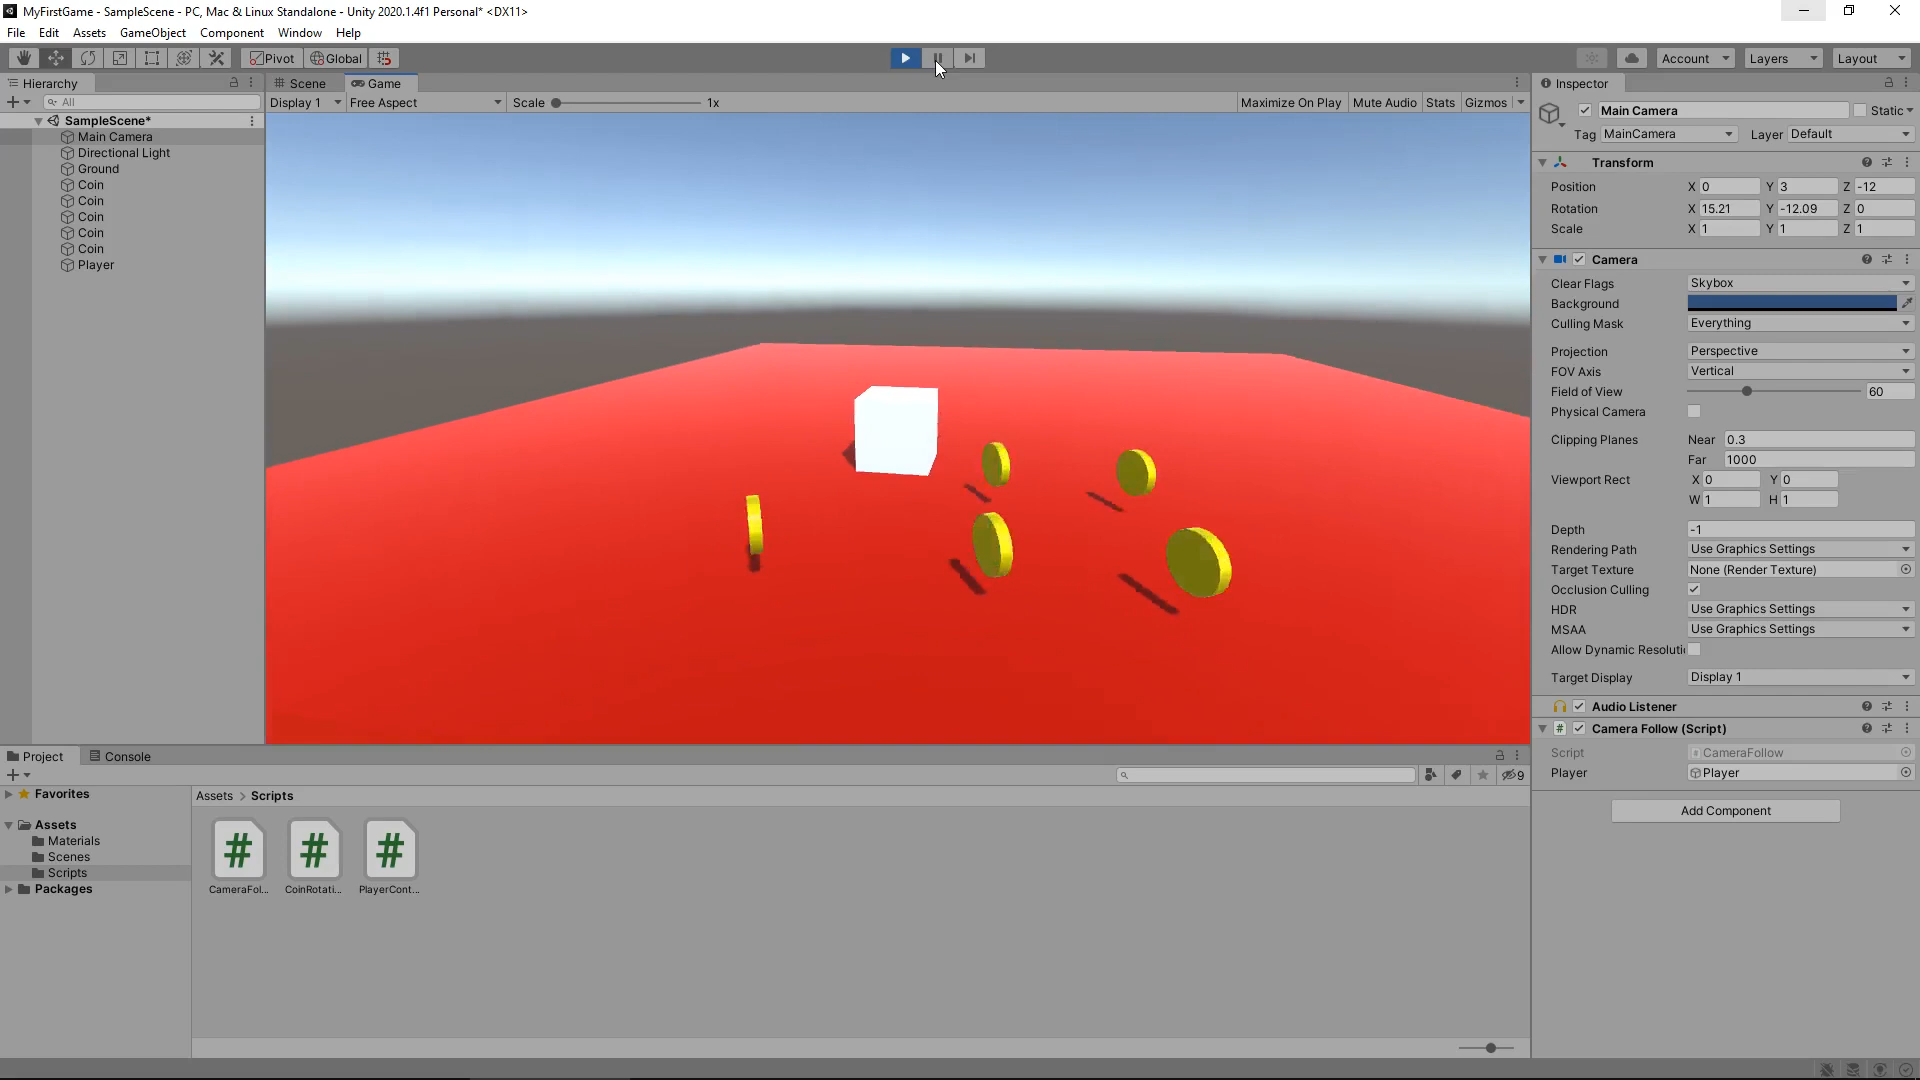 MyFirstGame - SampleScene - PC, Mac & Linux Standalone - Unity 2020.1.4f1 Personal* <DX11>
File Edit Assets GameObject Component Window Help
Pivot Global Account Layers Layout
Hierarchy
All
SampleScene*
Main Camera
Directional Light
Ground
Coin
Coin
Coin
Coin
Coin
Player
Scene Game
Display 1 Free Aspect Scale 1x Maximize On Play Mute Audio Stats Gizmos
Inspector
Main Camera Static
Tag MainCamera Layer Default
Transform
Position X 0 Y 3 Z -12
Rotation X 15.21 Y -12.09 Z 0
Scale X 1 Y 1 Z 1
Camera
Clear Flags Skybox
Background
Culling Mask Everything
Projection Perspective
FOV Axis Vertical
Field of View 60
Physical Camera
Clipping Planes Near 0.3
Far 1000
Viewport Rect X 0 Y 0
W 1 H 1
Depth -1
Rendering Path Use Graphics Settings
Target Texture None (Render Texture)
Occlusion Culling
HDR Use Graphics Settings
MSAA Use Graphics Settings
Allow Dynamic Resoluti
Target Display Display 1
Audio Listener
# Camera Follow (Script)
Script CameraFollow
Player Player
Add Component
Project Console
9
Favorites
Assets
Materials
Scenes
Scripts
Packages
Assets > Scripts
# # #
CameraFol... CoinRotati... PlayerCont...